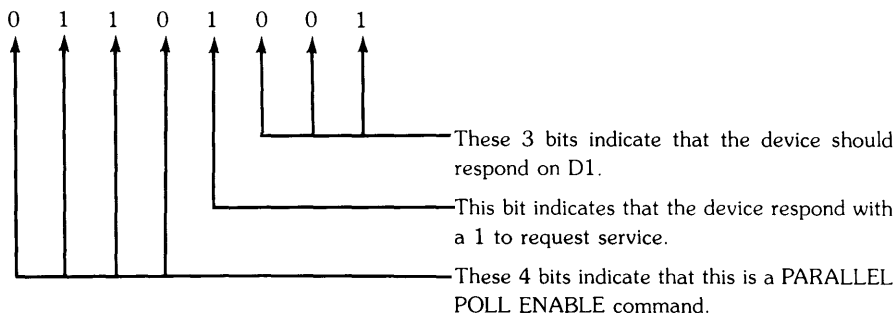 0 1 1 0 1 0 0 1
These 3 bits indicate that the device should
respond on D1.
This bit indicates that the device respond with
a 1 to request service.
These 4 bits indicate that this is a PARALLEL
POLL ENABLE command.